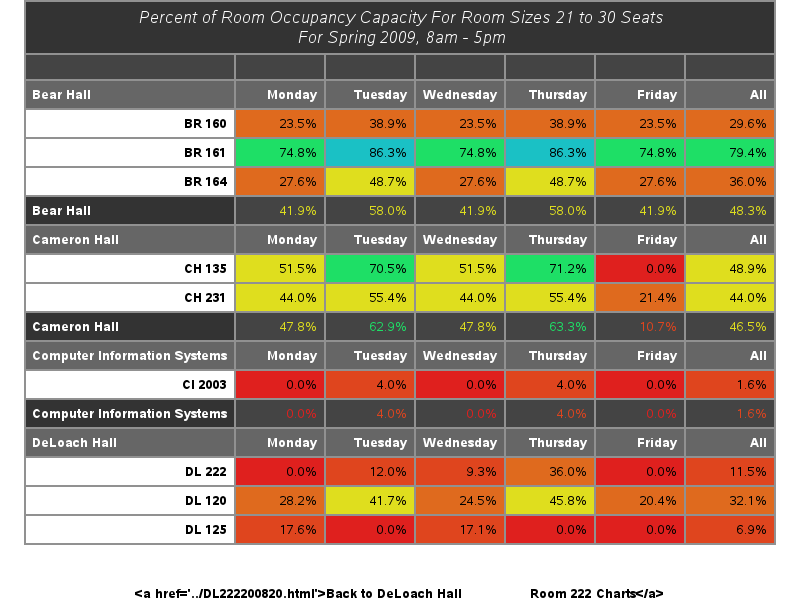 Percent of Room Occupancy Capacity For Room Sizes 21 to 30 Seats
For Spring 2009, 8am - 5pm
Bear Hall Monday Tuesday Wednesday Thursday Friday All
BR 160 23.5% 38.9% 23.5% 38.9% 23.5% 29.6%
BR 161 74.8% 86.3% 74.8% 86.3% 74.8% 79.4%
BR 164 27.6% 48.7% 27.6% 48.7% 27.6% 36.0%
Bear Hall 41.9% 58.0% 41.9% 58.0% 41.9% 48.3%
Cameron Hall Monday Tuesday Wednesday Thursday Friday All
CH 135 51.5% 70.5% 51.5% 71.2% 0.0% 48.9%
CH 231 44.0% 55.4% 44.0% 55.4% 21.4% 44.0%
Cameron Hall 47.8% 62.9% 47.8% 63.3% 10.7% 46.5%
Computer Information Systems Monday Tuesday Wednesday Thursday Friday All
CI 2003 0.0% 4.0% 0.0% 4.0% 0.0% 1.6%
Computer Information Systems 0.0% 4.0% 0.0% 4.0% 0.0% 1.6%
DeLoach Hall Monday Tuesday Wednesday Thursday Friday All
DL 222 0.0% 12.0% 9.3% 36.0% 0.0% 11.5%
DL 120 28.2% 41.7% 24.5% 45.8% 20.4% 32.1%
DL 125 17.6% 0.0% 17.1% 0.0% 0.0% 6.9%
<a href='../DL222200820.html'>Back to DeLoach Hall Room 222 Charts</a>